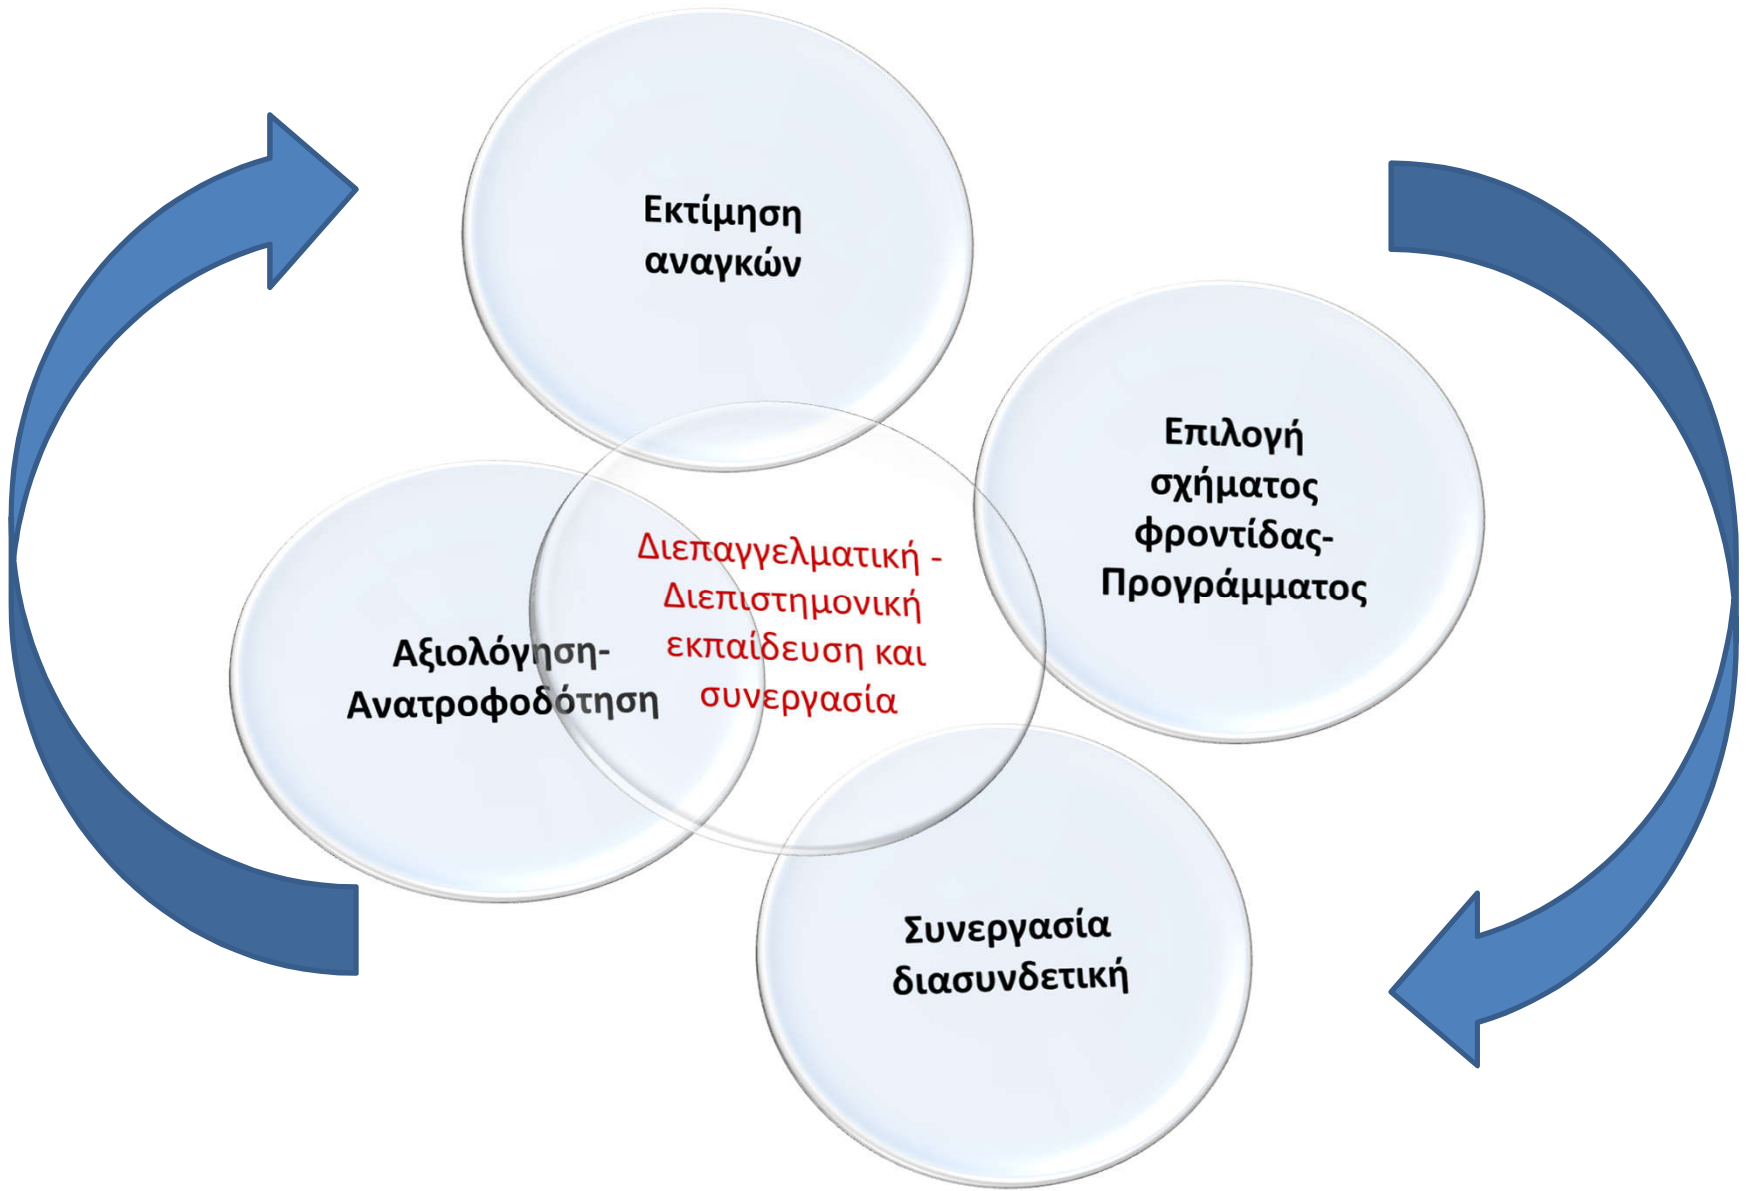 Εκτίμηση
αναγκών
Επιλογή
σχήματος
φροντίδας-
Προγράμματος
Διεπαγγελματική -
Διεπιστημονική
εκπαίδευση και
συνεργασία
Αξιολόγηση-
Ανατροφοδότηση
Συνεργασία
διασυνδετική